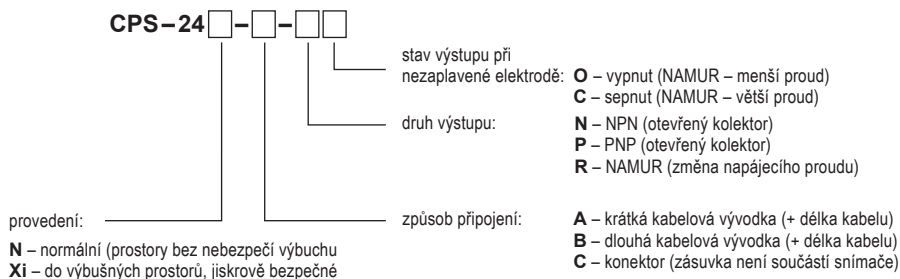 CPS–24 – –
stav výstupu při
nezaplavené elektrodě: O – vypnut (NAMUR – menší proud)
C – sepnut (NAMUR – větší proud)
druh výstupu: N – NPN (otevřený kolektor)
P – PNP (otevřený kolektor)
R – NAMUR (změna napájecího proudu)
provedení:
N – normální (prostory bez nebezpečí výbuchu
Xi – do výbušných prostorů, jiskrově bezpečné
způsob připojení: A – krátká kabelová vývodka (+ délka kabelu)
B – dlouhá kabelová vývodka (+ délka kabelu)
C – konektor (zásuvka není součástí snímače)